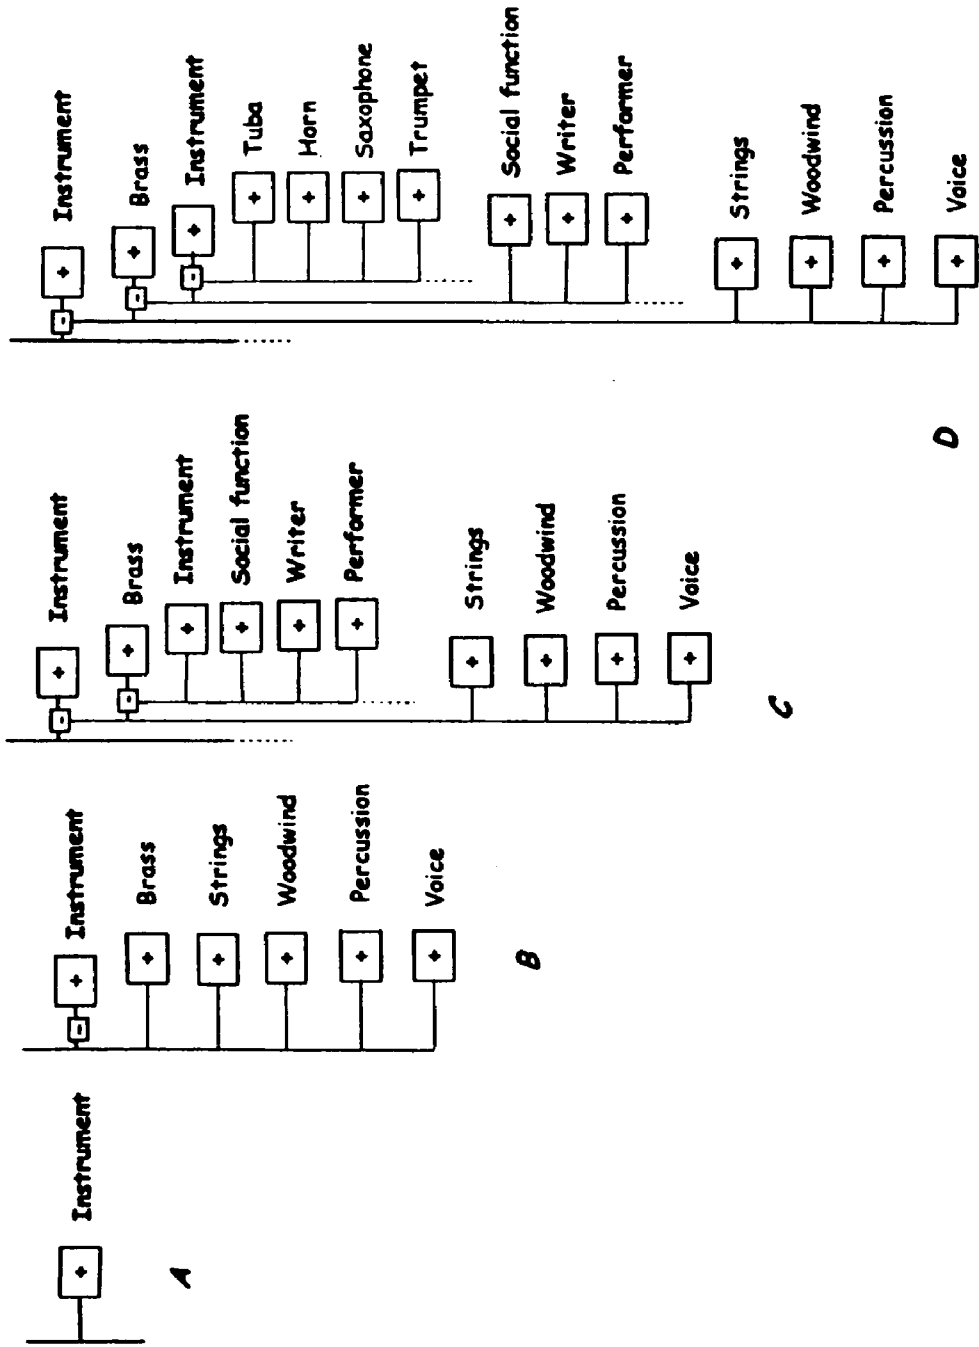 Instrument
A
Instrument
Brass
Strings
Woodwind
Percussion
Voice
B
Instrument
Brass
Instrument
Social function
Writer
Performer
Strings
Woodwind
Percussion
Voice
C
Instrument
Brass
Instrument
Tuba
Horn
Saxophone
Trumpet
Social function
Writer
Performer
Strings
Woodwind
Percussion
Voice
D